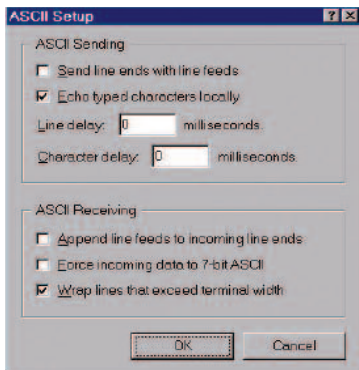 ASCII Setup
ASCII Sending
Send line ends with line feeds
Echo typed characters locally
Line delay: 0 milliseconds.
Character delay: 0 milliseconds.
ASCII Receiving
Append line feeds to incoming line ends
Force incoming data to 7-bit ASCII
Wrap lines that exceed terminal width
OK Cancel